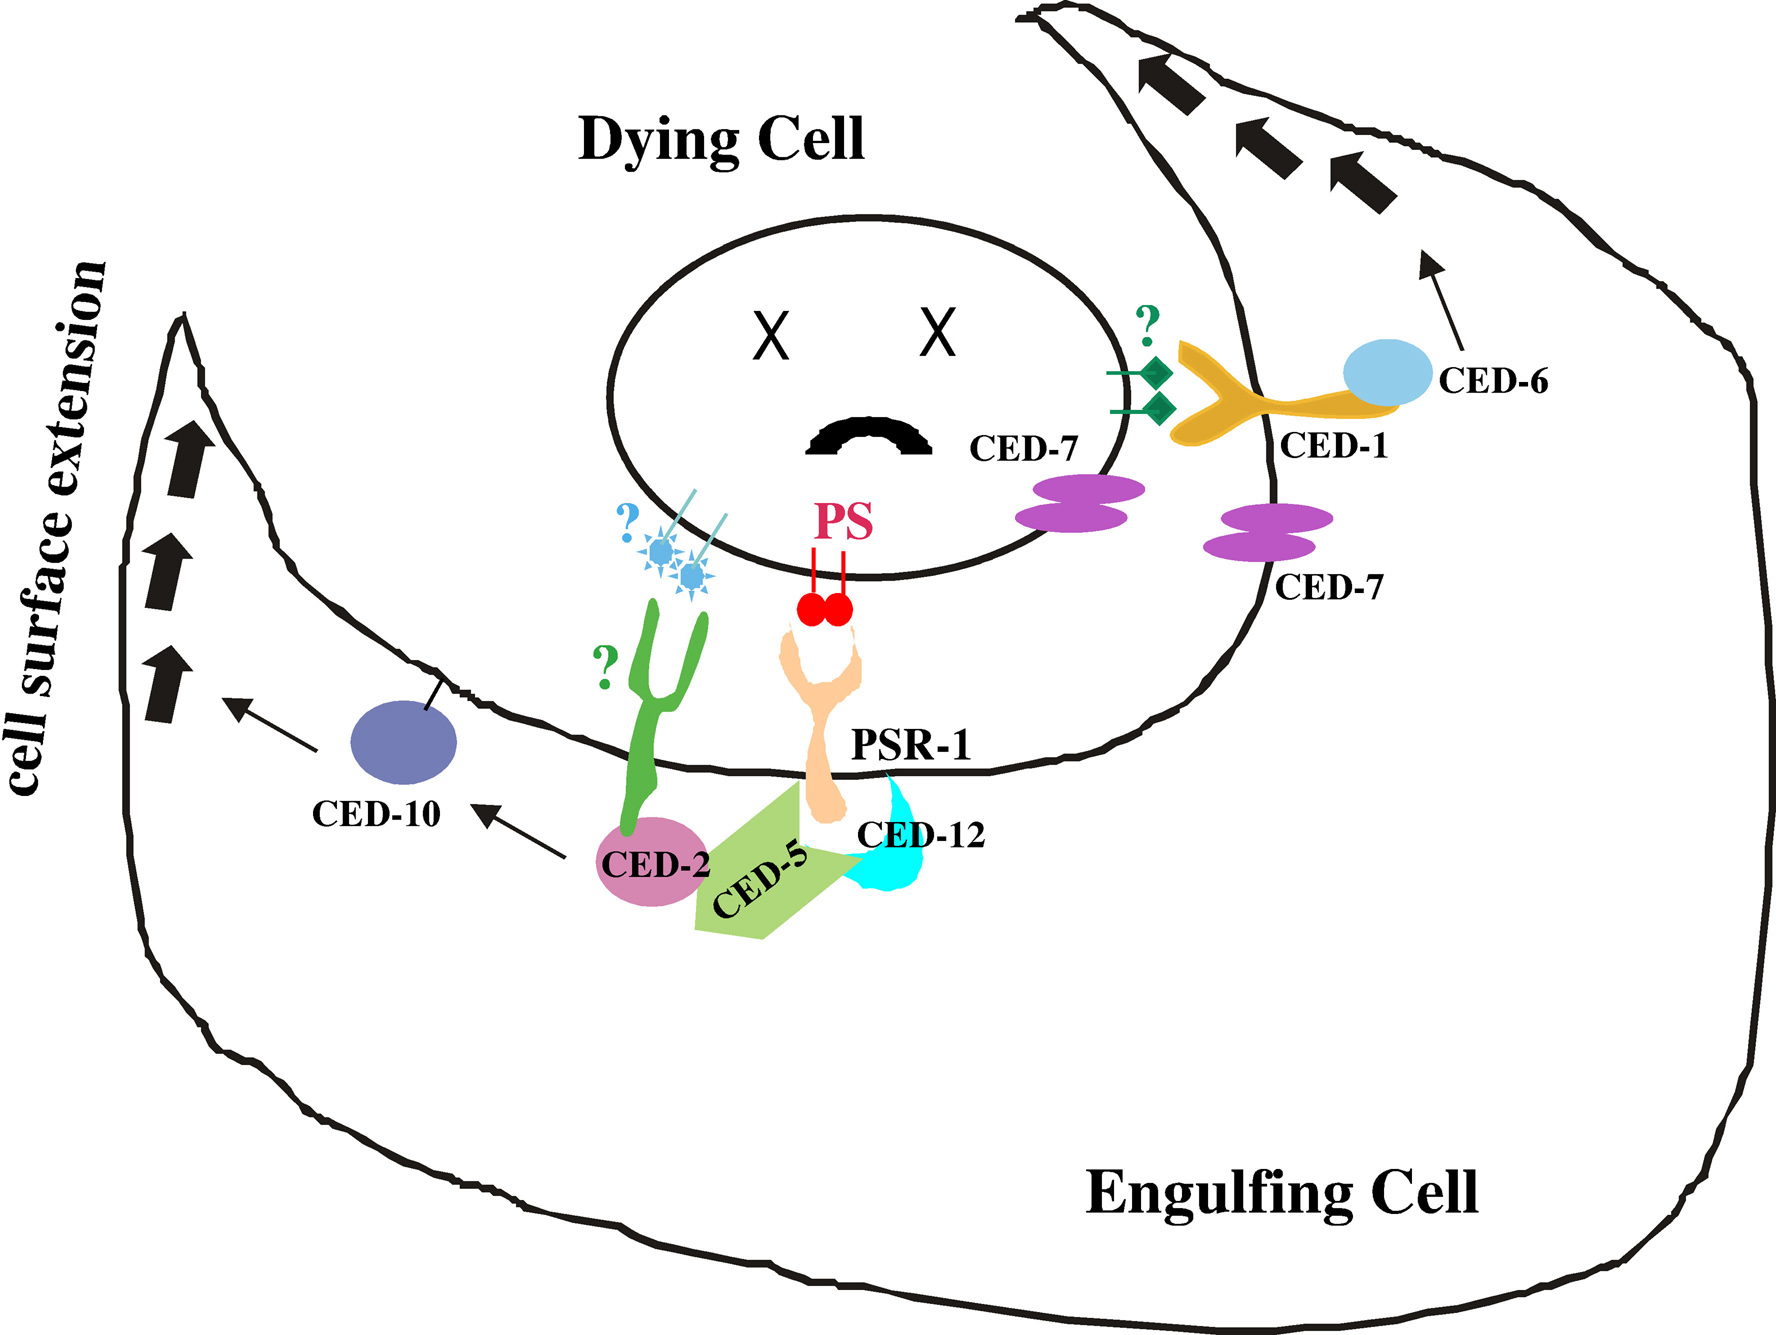 Dying Cell
cell surface extension
X X
?
CED-6
CED-1
CED-7
?
PS
CED-7
?
PSR-1
CED-10
CED-12
CED-2
CED-5
Engulfing Cell